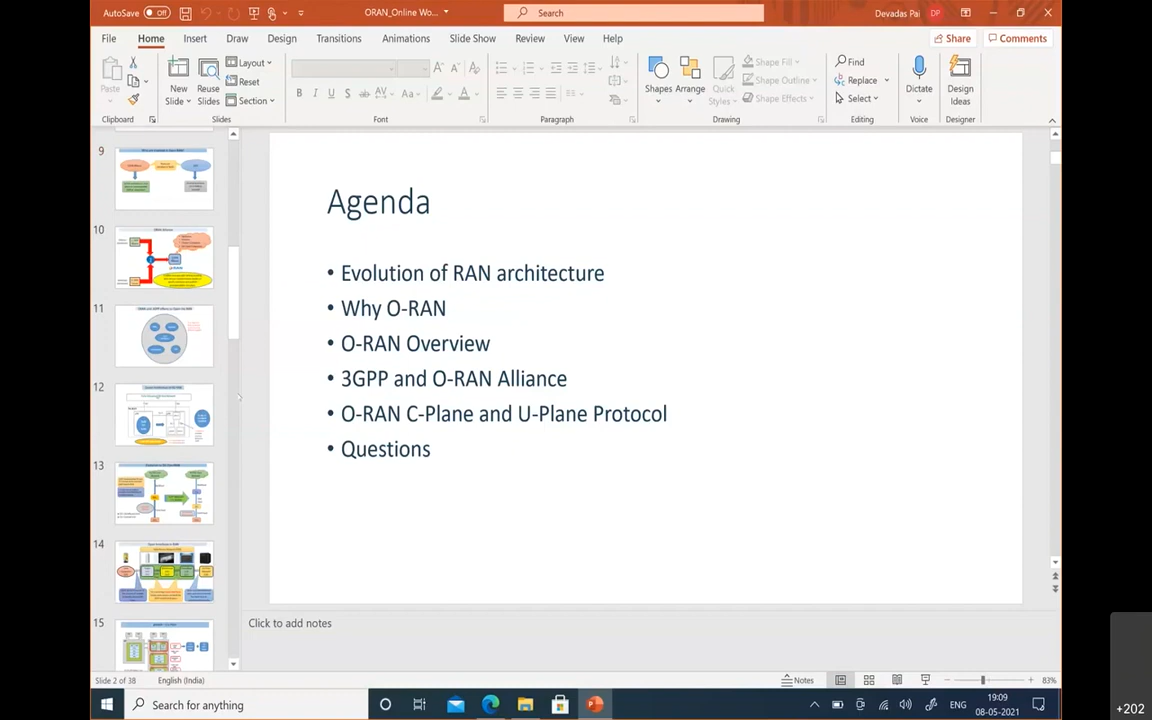 AutoSave Off
ORAN_Online Wo...
Search
Devadas Pai DP
File Home Insert Draw Design Transitions Animations Slide Show Review View Help Share Comments
Paste
New Slide
Reuse Slides
Layout
Reset
Section
Shapes
Arrange
Quick Styles
Shape Fill
Shape Outline
Shape Effects
Find
Replace
Select
Dictate
Design Ideas
Clipboard Slides Font Paragraph Drawing Editing Voice Designer
9
10
11
12
13
14
15
Agenda
• Evolution of RAN architecture
• Why O-RAN
• O-RAN Overview
• 3GPP and O-RAN Alliance
• O-RAN C-Plane and U-Plane Protocol
• Questions
Click to add notes
Slide 2 of 38 English (India) Notes 83%
Search for anything
ENG
19:09
08-05-2021
+202